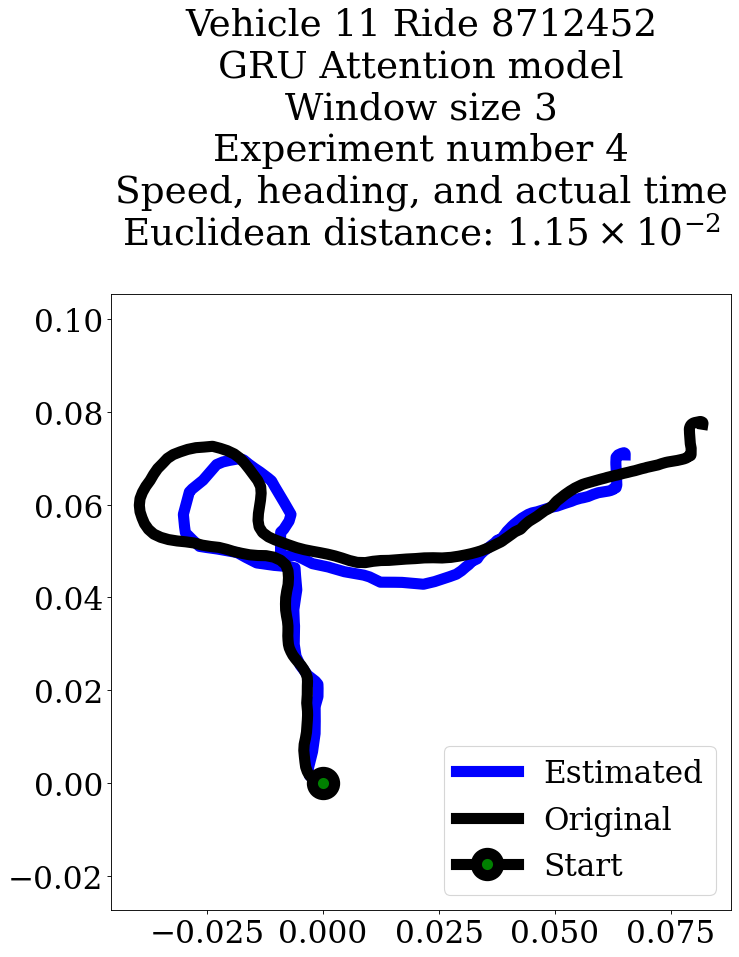 Vehicle 11 Ride 8712452
GRU Attention model
Window size 3
Experiment number 4
Speed, heading, and actual time
Euclidean distance: 1.15 × 10⁻²
0.10
0.08
0.06
0.04
0.02
0.00
−0.02
Estimated
Original
Start
−0.025 0.000 0.025 0.050 0.075